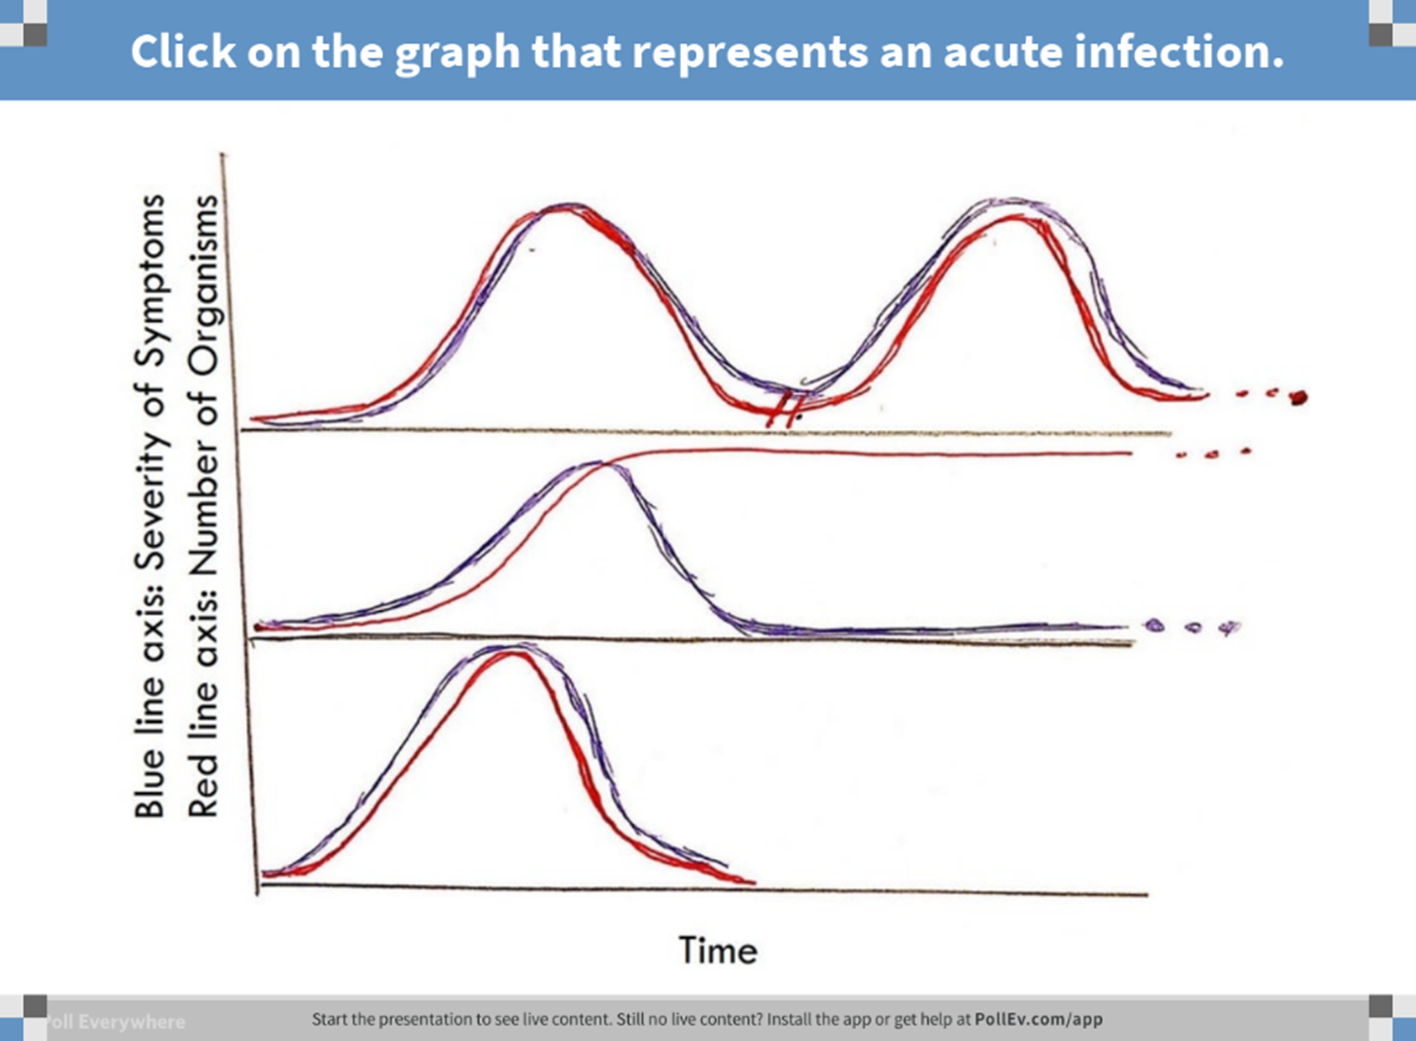 Click on the graph that represents an acute infection.
Blue line axis: Severity of Symptoms
Red line axis: Number of Organisms
Time
Poll Everywhere
Start the presentation to see live content. Still no live content? Install the app or get help at PollEv.com/app